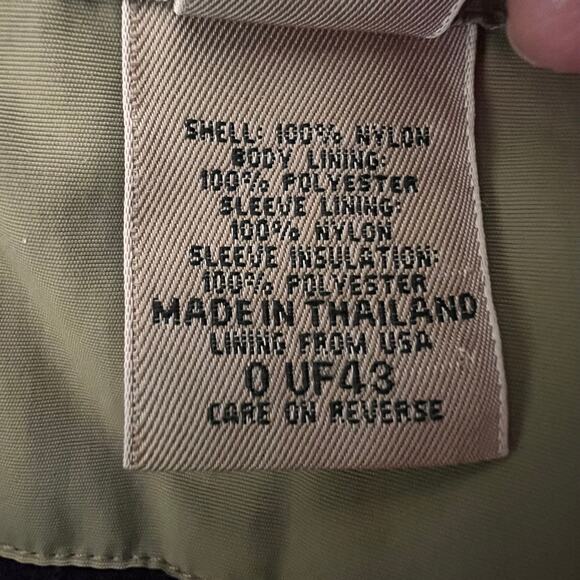 SHELL: 100% NYLON
BODY LINING:
100% POLYESTER
SLEEVE LINING:
100% NYLON
SLEEVE INSULATION:
100% POLYESTER
MADE IN THAILAND
LINING FROM USA
0 UF43
CARE ON REVERSE